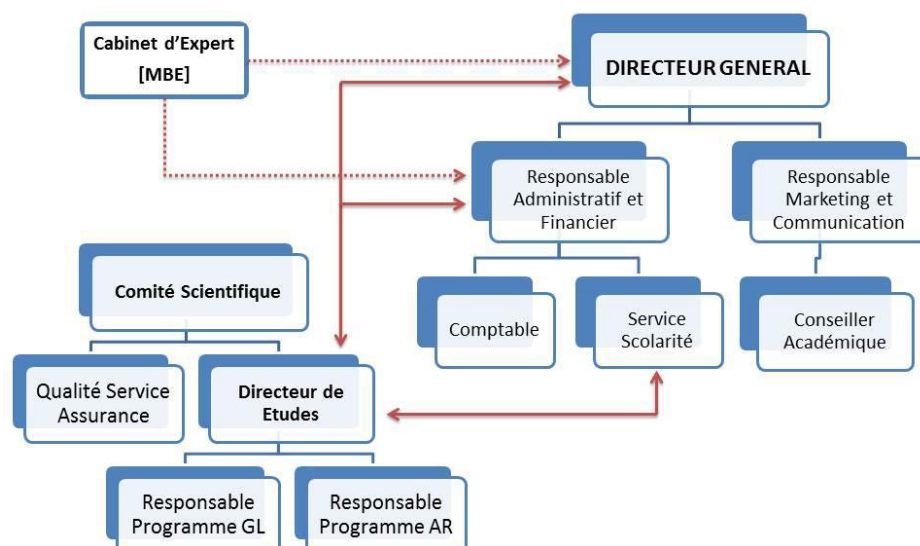 Cabinet d'Expert
[MBE]
DIRECTEUR GENERAL
Responsable
Administratif et
Financier
Responsable
Marketing et
Communication
Comptable
Service
Scolarité
Conseiller
Académique
Comité Scientifique
Qualité Service
Assurance
Directeur de
Etudes
Responsable
Programme GL
Responsable
Programme AR